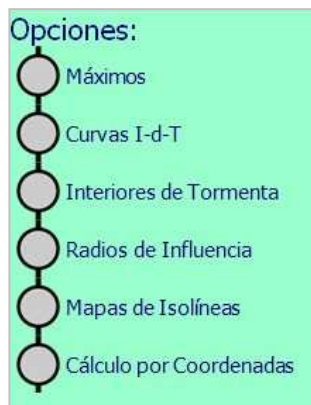 Opciones:
Máximos
Curvas I-d-T
Interiores de Tormenta
Radios de Influencia
Mapas de Isolíneas
Cálculo por Coordenadas